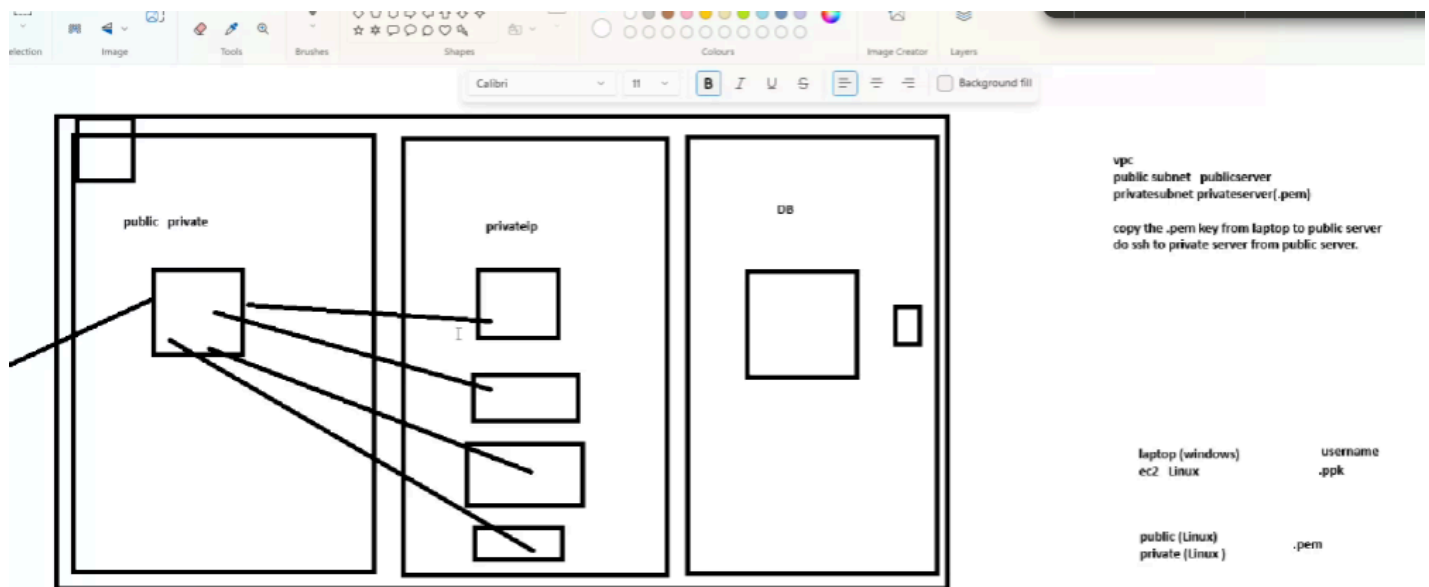 election
Image
Tools
Brushes
Shapes
Colours
Image Creator
Layers
Calibri
11
B I U S
Background fill
public private
privateip
DB
vpc
public subnet publicserver
privatesubnet privateserver(.pem)
copy the .pem key from laptop to public server
do ssh to private server from public server.
laptop (windows) username
ec2 Linux .ppk
public (Linux)
.pem
private (Linux )